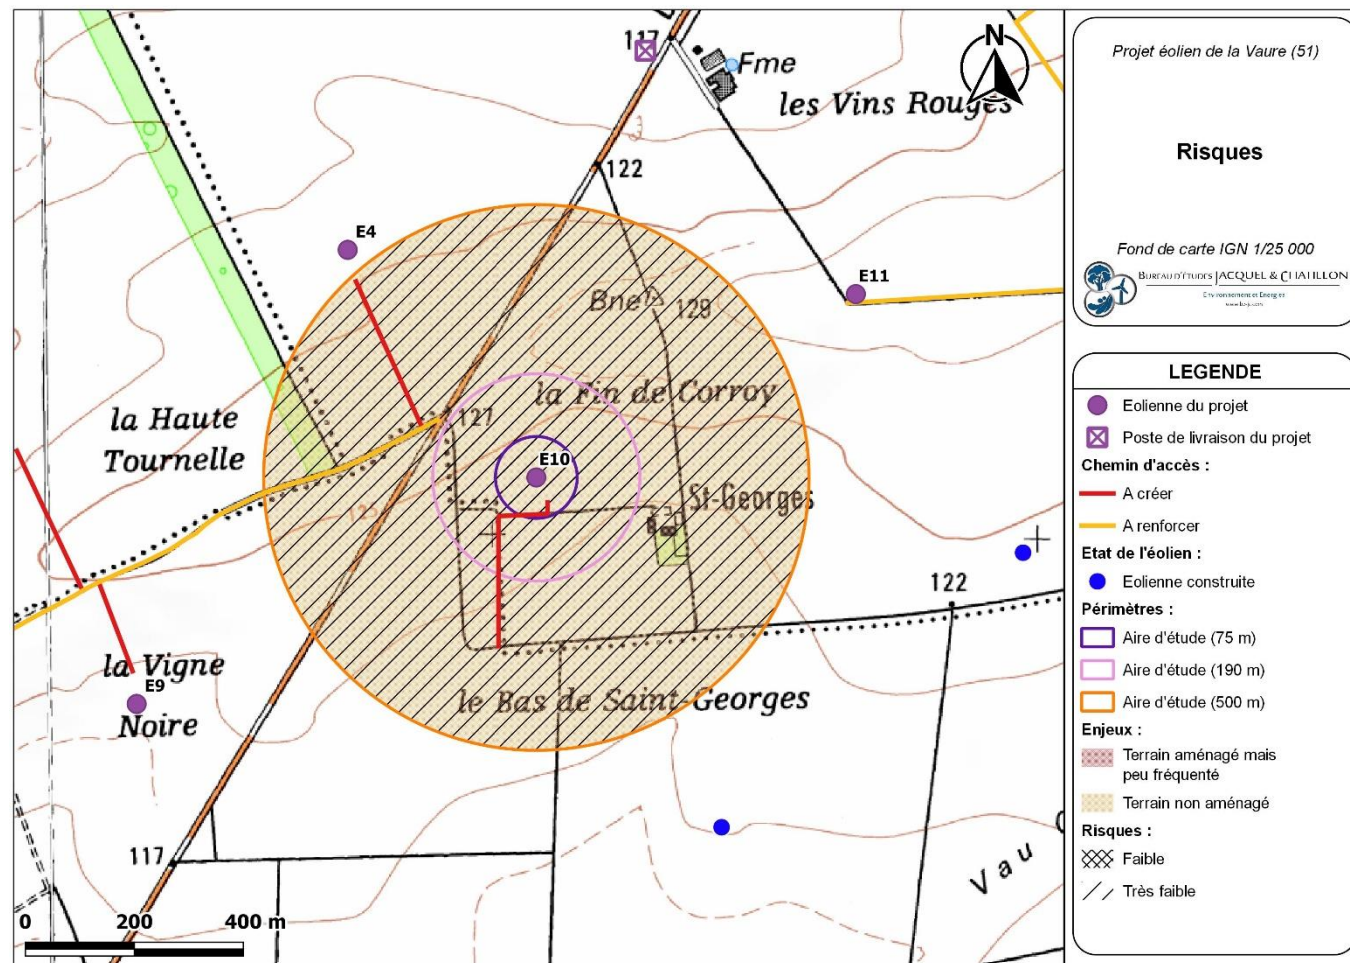 117
Fme
N
les Vins Rouges
122
E4
E11
Bne
129
la Haute
Tournelle
la Fin de Corroy
127
E10
125
St-Georges
122
la Vigne
E9
Noire
le Bas de Saint-Georges
117
Vau
0 200 400 m
Projet éolien de la Vaure (51)
Risques
Fond de carte IGN 1/25 000
BUREAU D'ÉTUDES JACQUEL & CHATILLON
Environnement et Energies
LEGENDE
Eolienne du projet
Poste de livraison du projet
Chemin d'accès :
A créer
A renforcer
Etat de l'éolien :
Eolienne construite
Périmètres :
Aire d'étude (75 m)
Aire d'étude (190 m)
Aire d'étude (500 m)
Enjeux :
Terrain aménagé mais
peu fréquenté
Terrain non aménagé
Risques :
Faible
Très faible